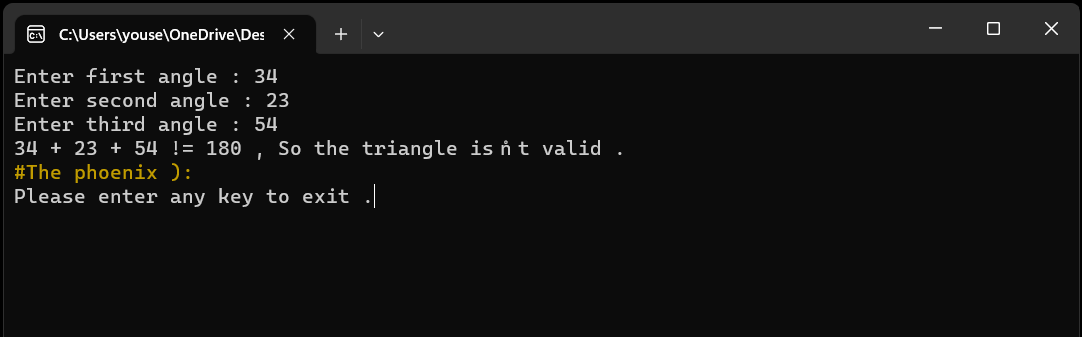 C:\Users\youse\OneDrive\Des
Enter first angle : 34
Enter second angle : 23
Enter third angle : 54
34 + 23 + 54 != 180 , So the triangle is n̊ t valid .
#The phoenix ):
Please enter any key to exit .